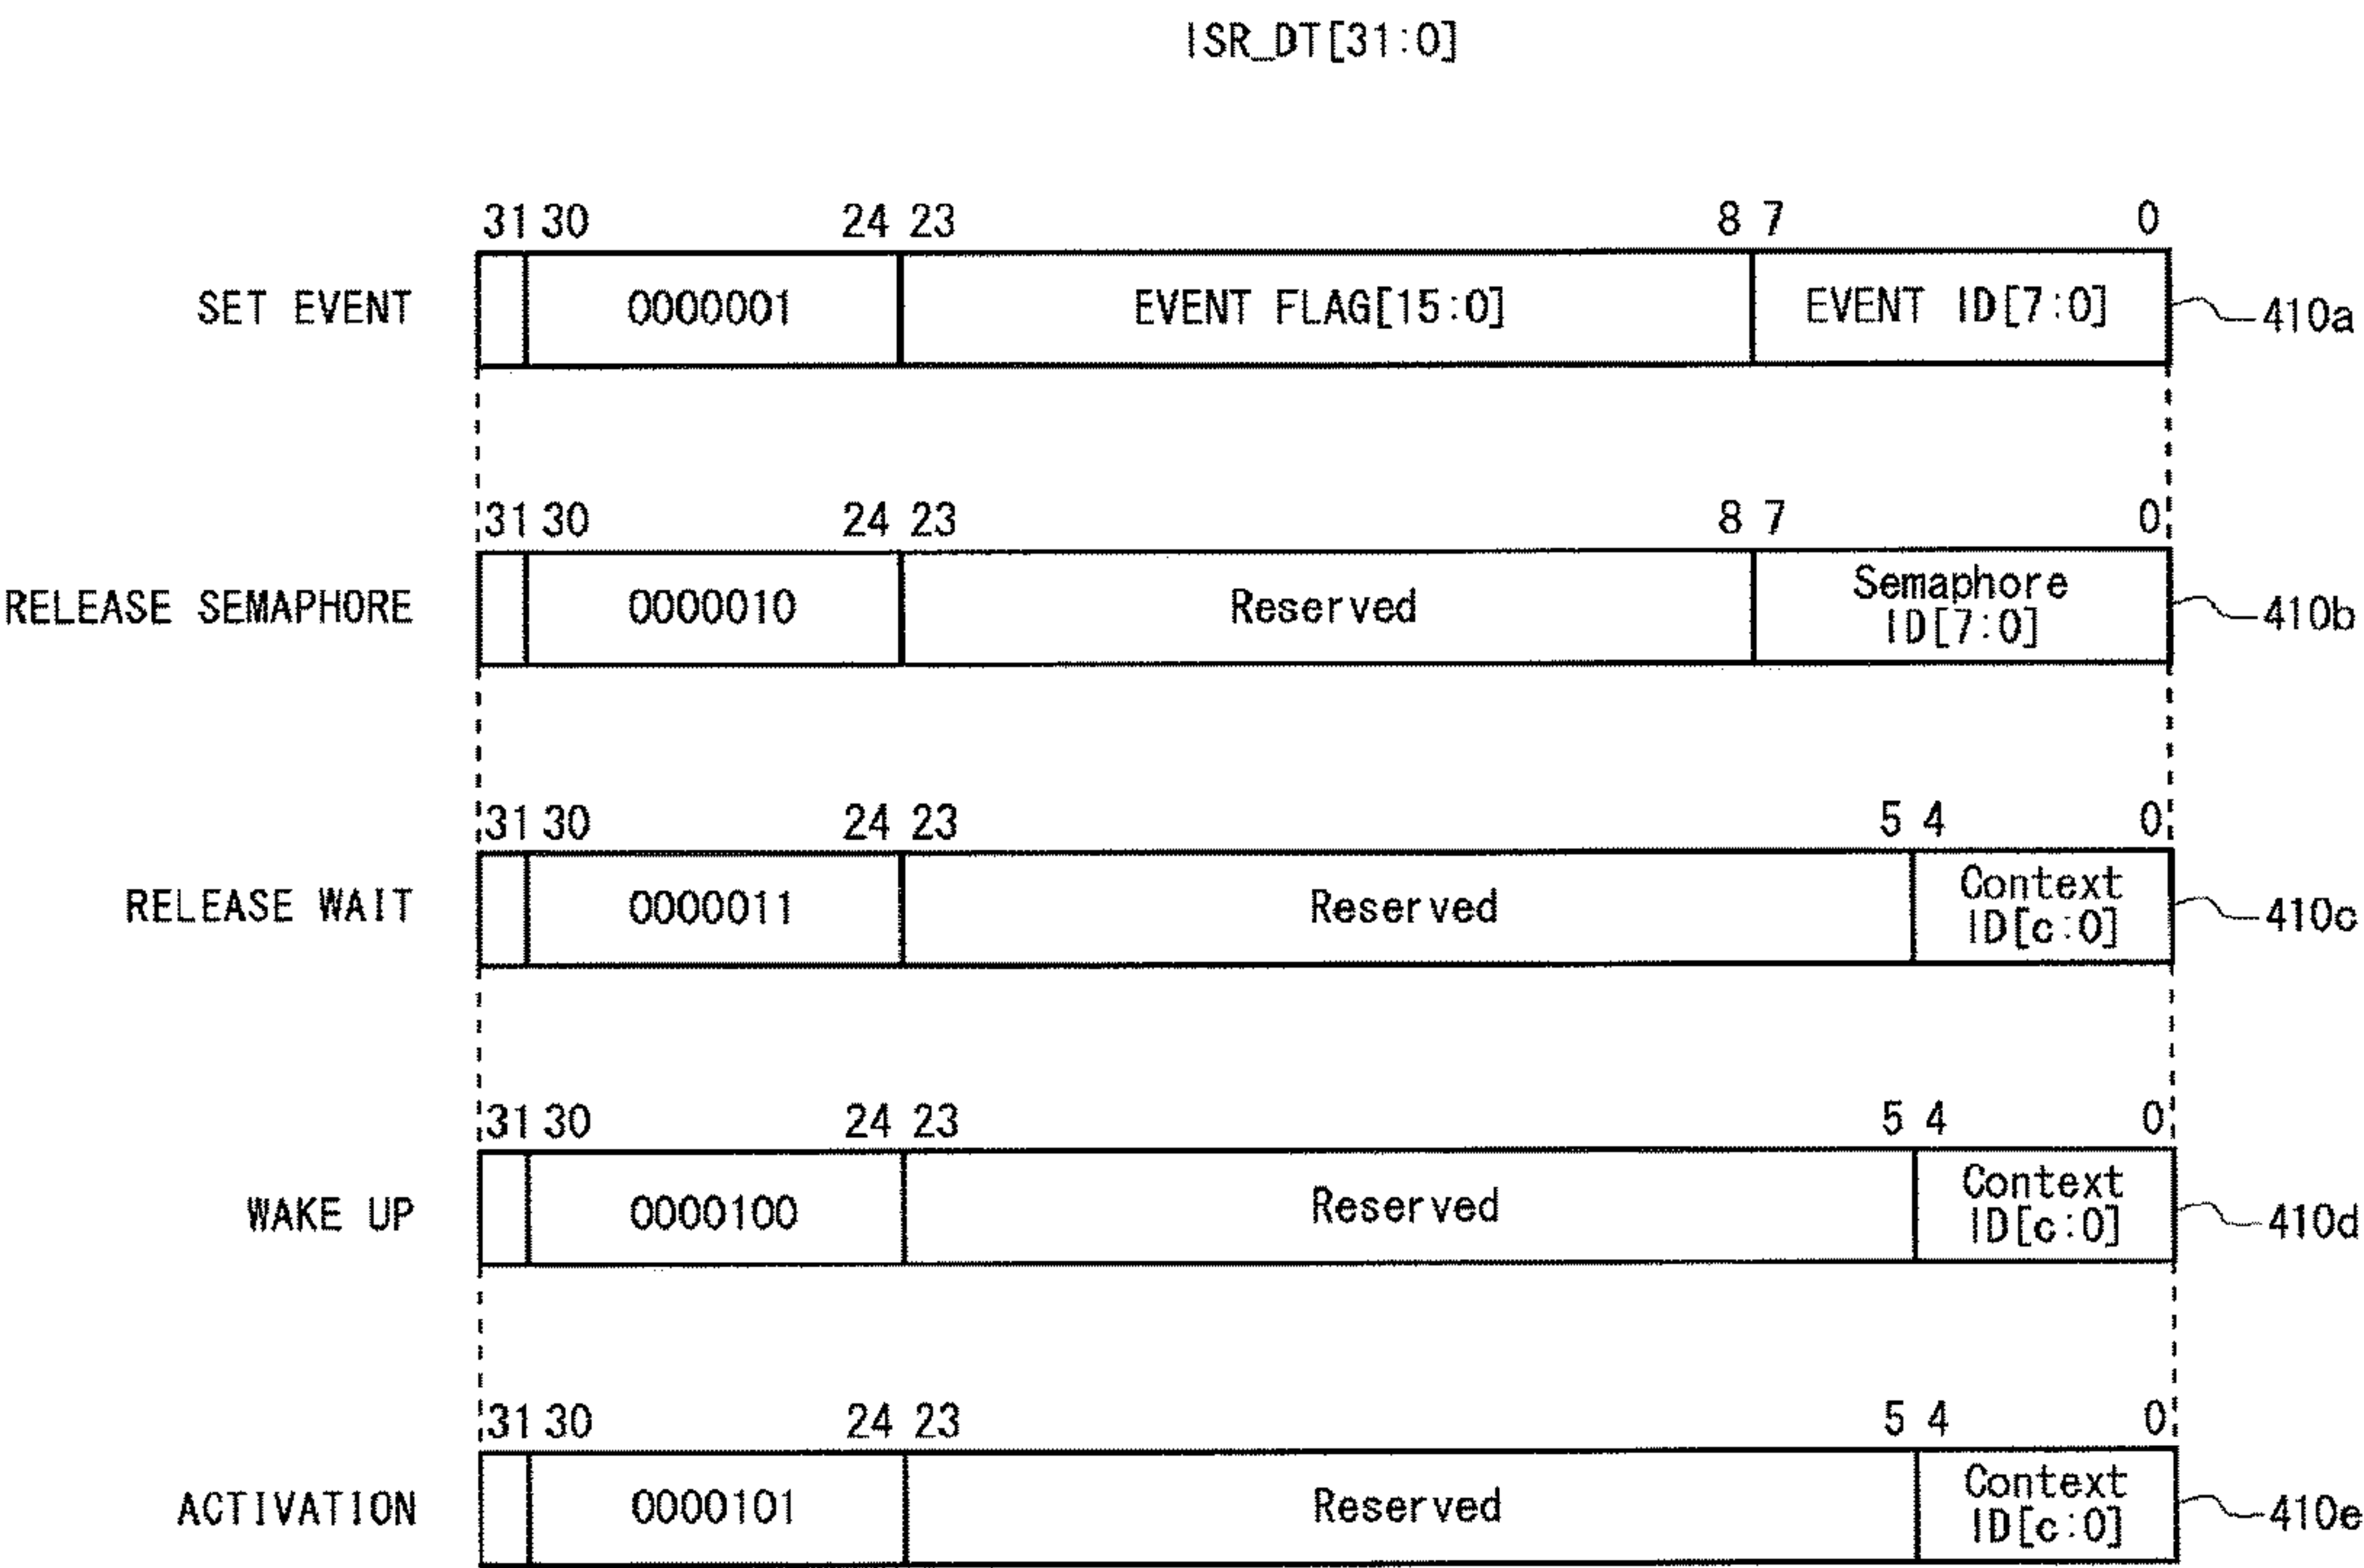 ISR_DT[31:0]
31 30 24 23 8 7 0
SET EVENT 0000001 EVENT FLAG[15:0] EVENT ID[7:0] 410a
31 30 24 23 8 7 0
RELEASE SEMAPHORE 0000010 Reserved Semaphore ID[7:0] 410b
31 30 24 23 5 4 0
RELEASE WAIT 0000011 Reserved Context ID[c:0] 410c
31 30 24 23 5 4 0
WAKE UP 0000100 Reserved Context ID[c:0] 410d
31 30 24 23 5 4 0
ACTIVATION 0000101 Reserved Context ID[c:0] 410e